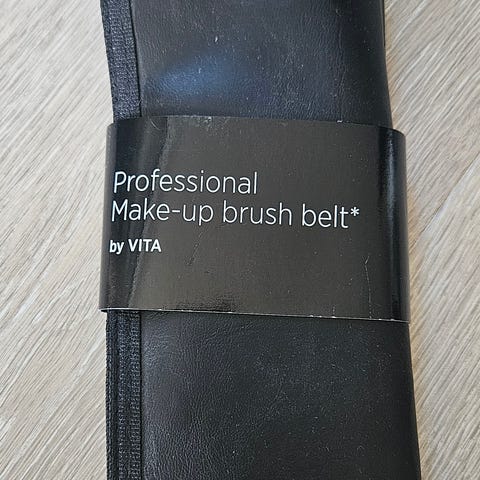 Professional
Make-up brush belt*
by VITA